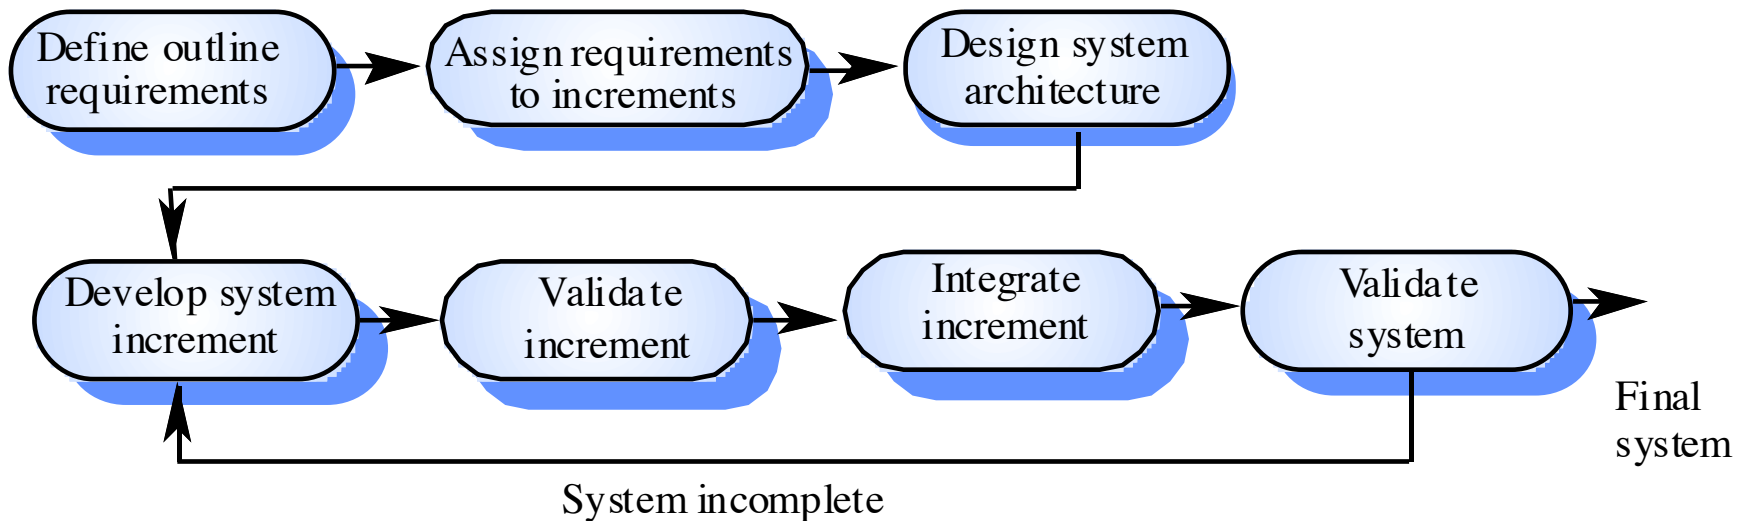 Define outline
requirements
Assign requirements
to increments
Design system
architecture
Develop system
increment
Validate
increment
Integrate
increment
Validate
system
Final
system
System incomplete